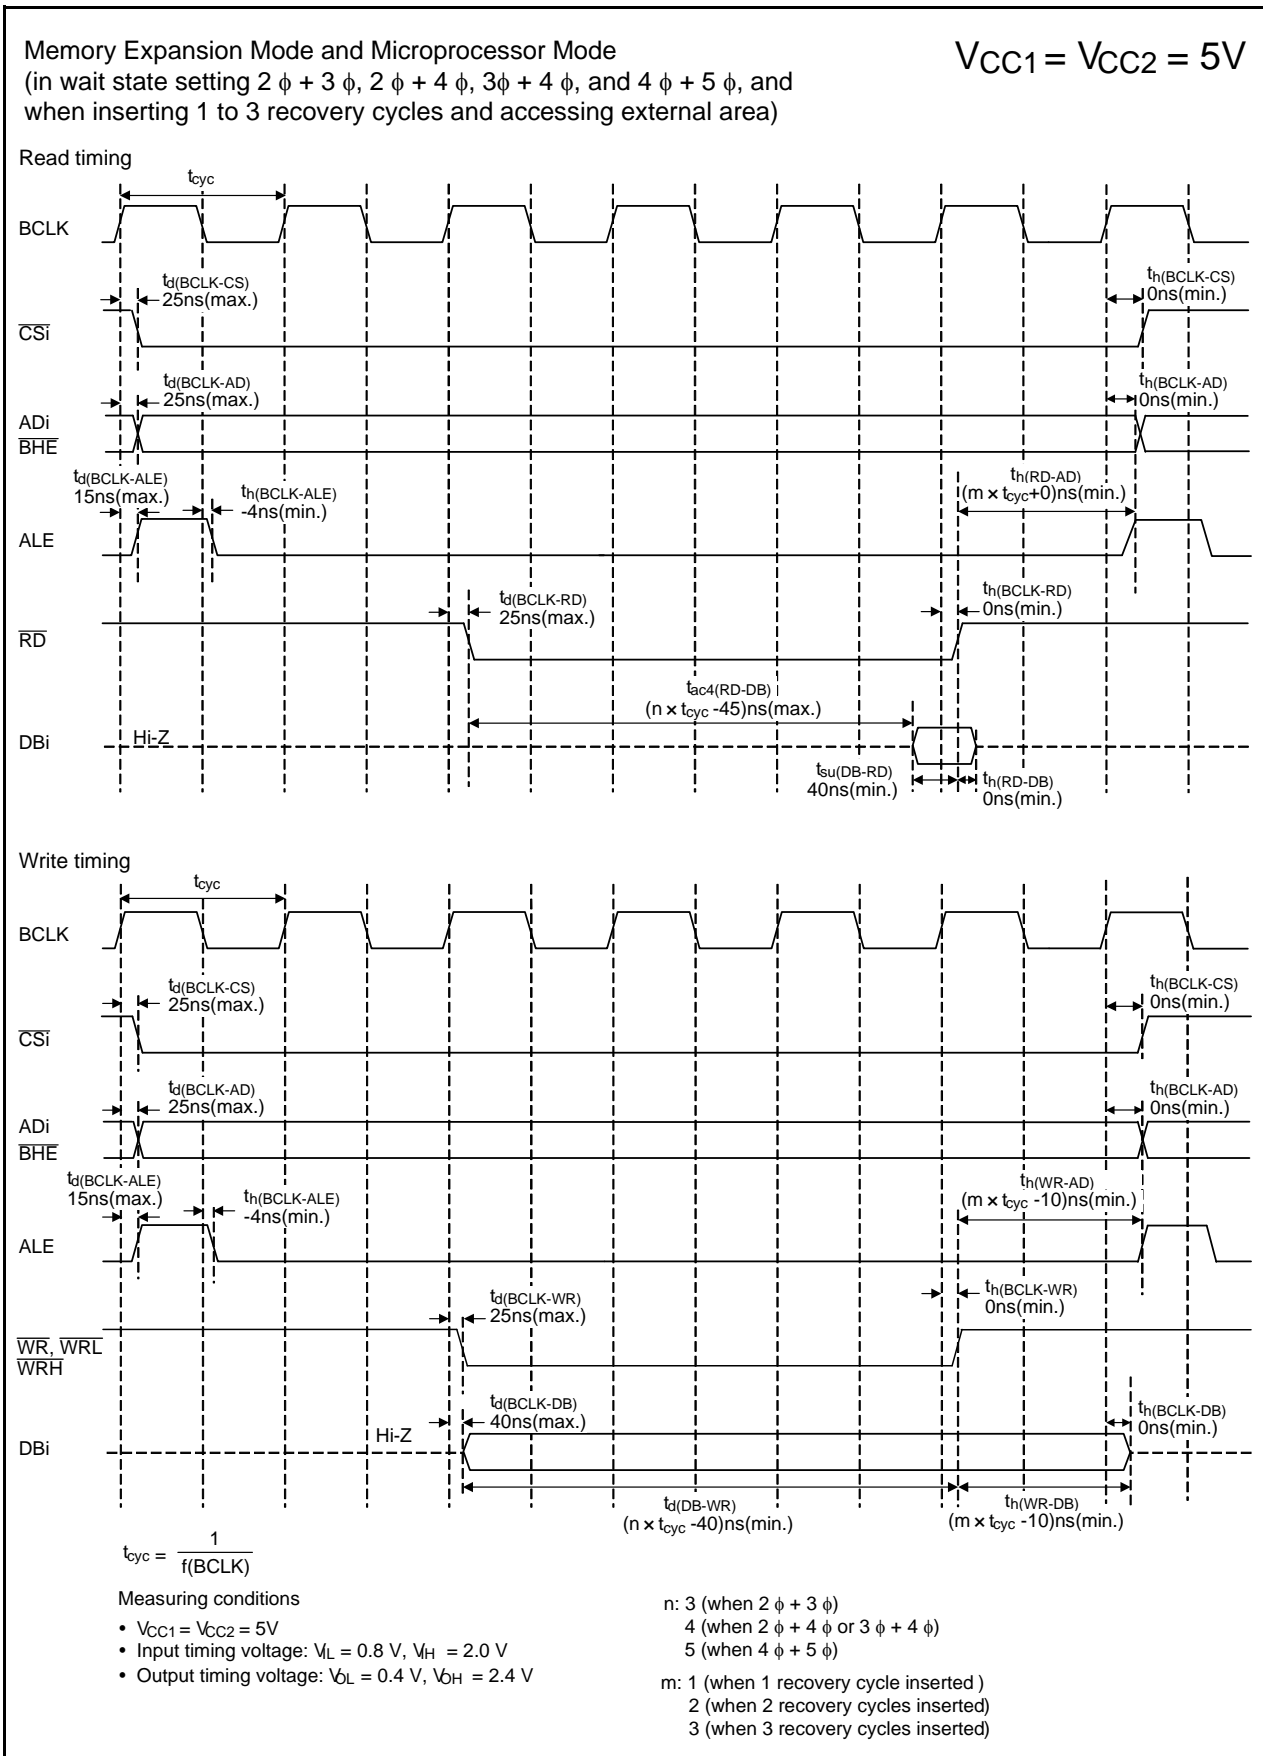 Memory Expansion Mode and Microprocessor Mode
(in wait state setting 2 ϕ + 3 ϕ, 2 ϕ + 4 ϕ, 3ϕ + 4 ϕ, and 4 ϕ + 5 ϕ, and
when inserting 1 to 3 recovery cycles and accessing external area)
VCC1 = VCC2 = 5V
Read timing
tcyc
BCLK
td(BCLK-CS)
25ns(max.)
th(BCLK-CS)
0ns(min.)
CSi
td(BCLK-AD)
25ns(max.)
th(BCLK-AD)
0ns(min.)
ADi
BHE
td(BCLK-ALE)
15ns(max.)
th(BCLK-ALE)
-4ns(min.)
th(RD-AD)
(m × tcyc+0)ns(min.)
ALE
td(BCLK-RD)
25ns(max.)
th(BCLK-RD)
0ns(min.)
RD
tac4(RD-DB)
(n × tcyc -45)ns(max.)
DBi
Hi-Z
tsu(DB-RD)
40ns(min.)
th(RD-DB)
0ns(min.)
Write timing
tcyc
BCLK
td(BCLK-CS)
25ns(max.)
th(BCLK-CS)
0ns(min.)
CSi
td(BCLK-AD)
25ns(max.)
th(BCLK-AD)
0ns(min.)
ADi
BHE
td(BCLK-ALE)
15ns(max.)
th(BCLK-ALE)
-4ns(min.)
th(WR-AD)
(m × tcyc -10)ns(min.)
ALE
td(BCLK-WR)
25ns(max.)
th(BCLK-WR)
0ns(min.)
WR, WRL
WRH
td(BCLK-DB)
40ns(max.)
th(BCLK-DB)
0ns(min.)
DBi
Hi-Z
td(DB-WR)
(n × tcyc -40)ns(min.)
th(WR-DB)
(m × tcyc -10)ns(min.)
tcyc = 1
f(BCLK)
Measuring conditions
• VCC1 = VCC2 = 5V
• Input timing voltage: VIL = 0.8 V, VIH = 2.0 V
• Output timing voltage: VOL = 0.4 V, VOH = 2.4 V
n: 3 (when 2 ϕ + 3 ϕ)
4 (when 2 ϕ + 4 ϕ or 3 ϕ + 4 ϕ)
5 (when 4 ϕ + 5 ϕ)
m: 1 (when 1 recovery cycle inserted )
2 (when 2 recovery cycles inserted)
3 (when 3 recovery cycles inserted)